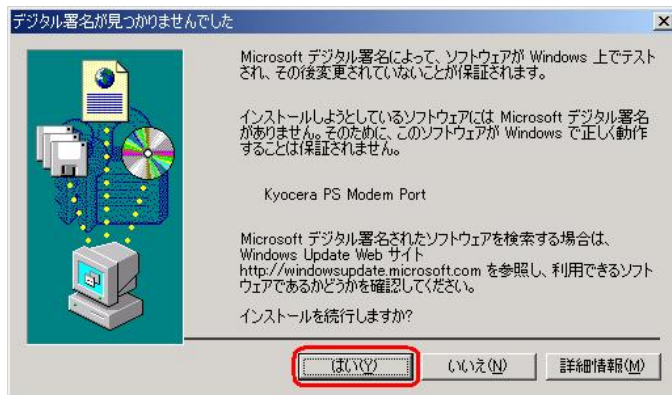 デジタル署名が見つかりませんでした
Microsoft デジタル署名によって、ソフトウェアが Windows 上でテスト
され、その後変更されていないことが保証されます。
インストールしようとしているソフトウェアには Microsoft デジタル署名
がありません。そのために、このソフトウェアが Windows で正しく動作
することは保証されません。
Kyocera PS Modem Port
Microsoft デジタル署名されたソフトウェアを検索する場合は、
Windows Update Web サイト
http://windowsupdate.microsoft.com を参照し、利用できるソフト
ウェアであるかどうかを確認してください。
インストールを続行しますか?
はい(Y) いいえ(N) 詳細情報(M)